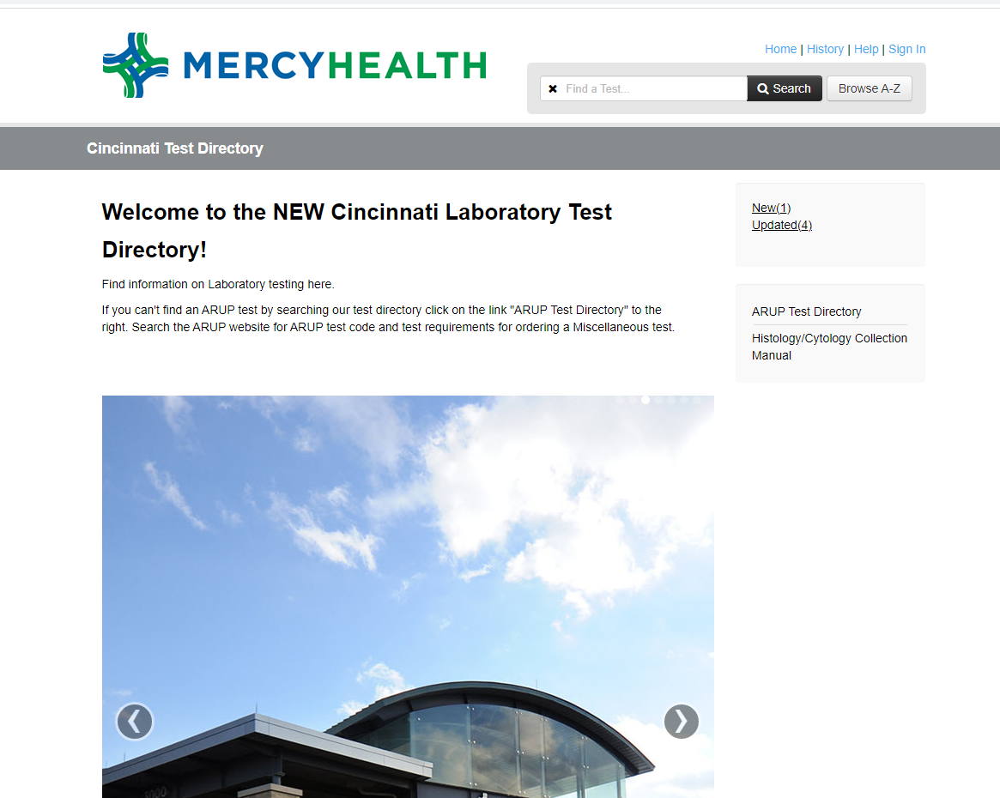 MERCYHEALTH
Home | History | Help | Sign In
Find a Test...
Search
Browse A-Z
Cincinnati Test Directory
Welcome to the NEW Cincinnati Laboratory Test
Directory!
Find information on Laboratory testing here.
If you can't find an ARUP test by searching our test directory click on the link "ARUP Test Directory" to the
right. Search the ARUP website for ARUP test code and test requirements for ordering a Miscellaneous test.
New(1)
Updated(4)
ARUP Test Directory
Histology/Cytology Collection
Manual